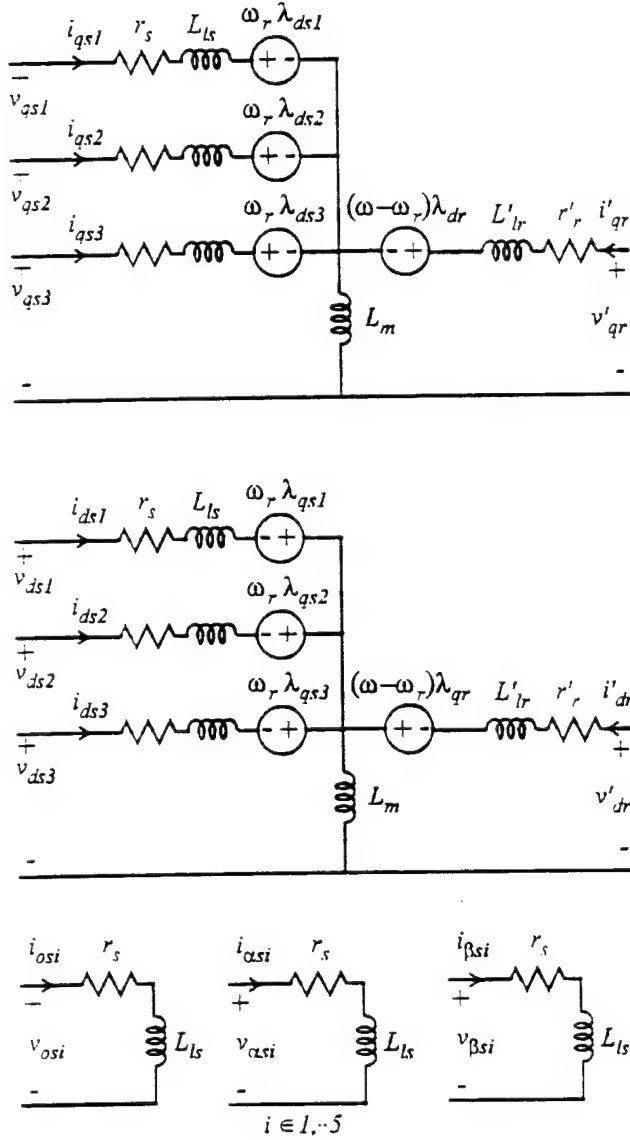 i_qs1 r_s L_ls ω_r λ_ds1
+ -
v_qs1
i_qs2 ω_r λ_ds2
+ -
v_qs2
i_qs3 ω_r λ_ds3 (ω-ω_r)λ_dr L'_lr r'_r i'_qr
+ - - +
v_qs3 L_m v'_qr
- -
i_ds1 r_s L_ls ω_r λ_qs1
+ - +
v_ds1
i_ds2 ω_r λ_qs2
+ - +
v_ds2
i_ds3 ω_r λ_qs3 (ω-ω_r)λ_qr L'_lr r'_r i'_dr
+ - + + -
v_ds3 L_m v'_dr
- -
i_osi r_s i_αsi r_s i_βsi r_s
+ +
v_osi L_ls v_αsi L_ls v_βsi L_ls
- - -
i ∈ 1,··5